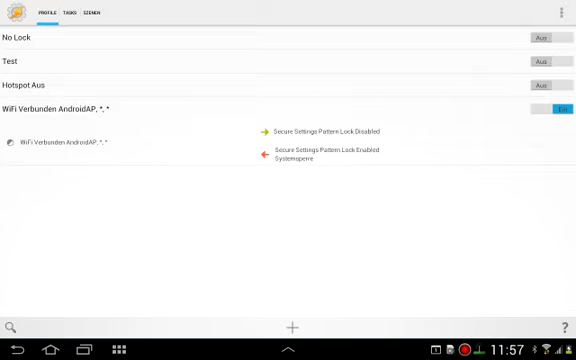 PROFILE TASKS SZENEN
No Lock Aus
Test Aus
Hotspot Aus Aus
WiFi Verbunden AndroidAP, *, * Ein
Secure Settings Pattern Lock Disabled
WiFi Verbunden AndroidAP, *, *
Secure Settings Pattern Lock Enabled
Systemsperre
?
11:57